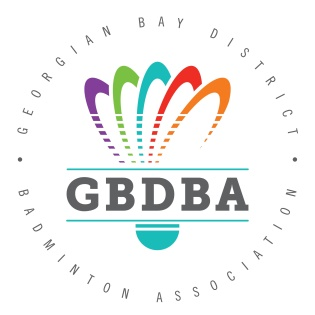 GEORGIAN BAY DISTRICT
GBDBA
BADMINTON ASSOCIATION